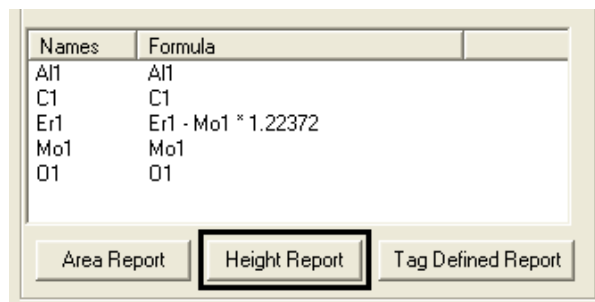 Names Formula
Al1 Al1
C1 C1
Er1 Er1 - Mo1 * 1.22372
Mo1 Mo1
O1 O1
Area Report Height Report Tag Defined Report